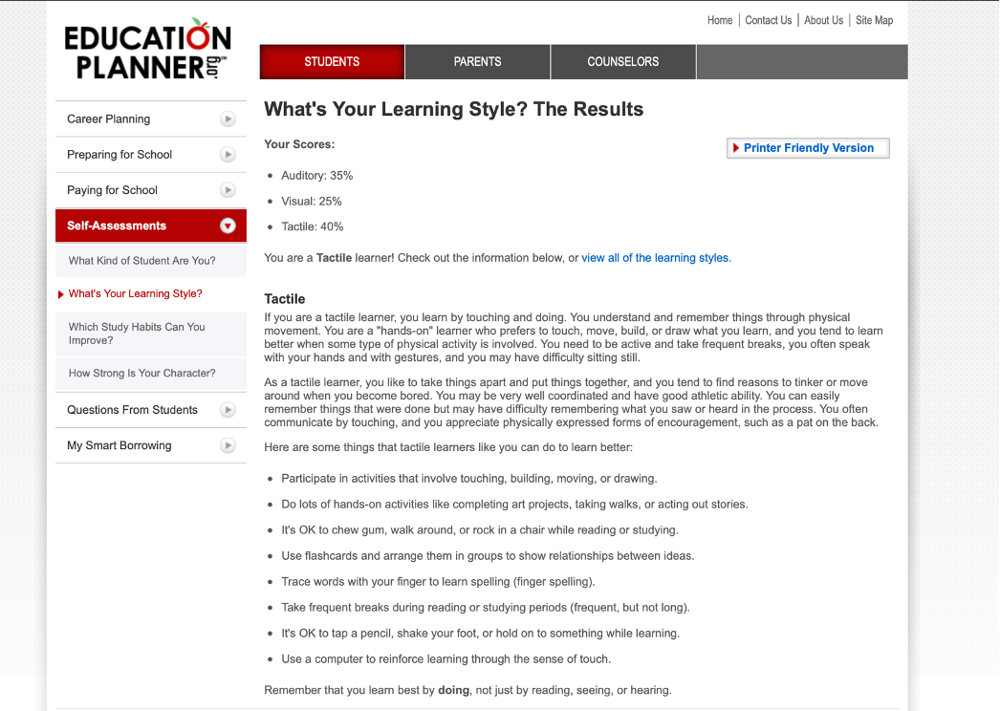 Home | Contact Us | About Us | Site Map
EDUCATION
PLANNER.org℠
STUDENTS
PARENTS
COUNSELORS
Career Planning
Preparing for School
Paying for School
Self-Assessments
What Kind of Student Are You?
What's Your Learning Style?
Which Study Habits Can You
Improve?
How Strong Is Your Character?
Questions From Students
My Smart Borrowing
What's Your Learning Style? The Results
Your Scores:
Printer Friendly Version
• Auditory: 35%
• Visual: 25%
• Tactile: 40%
You are a Tactile learner! Check out the information below, or view all of the learning styles.
Tactile
If you are a tactile learner, you learn by touching and doing. You understand and remember things through physical
movement. You are a "hands-on" learner who prefers to touch, move, build, or draw what you learn, and you tend to learn
better when some type of physical activity is involved. You need to be active and take frequent breaks, you often speak
with your hands and with gestures, and you may have difficulty sitting still.
As a tactile learner, you like to take things apart and put things together, and you tend to find reasons to tinker or move
around when you become bored. You may be very well coordinated and have good athletic ability. You can easily
remember things that were done but may have difficulty remembering what you saw or heard in the process. You often
communicate by touching, and you appreciate physically expressed forms of encouragement, such as a pat on the back.
Here are some things that tactile learners like you can do to learn better:
• Participate in activities that involve touching, building, moving, or drawing.
• Do lots of hands-on activities like completing art projects, taking walks, or acting out stories.
• It's OK to chew gum, walk around, or rock in a chair while reading or studying.
• Use flashcards and arrange them in groups to show relationships between ideas.
• Trace words with your finger to learn spelling (finger spelling).
• Take frequent breaks during reading or studying periods (frequent, but not long).
• It's OK to tap a pencil, shake your foot, or hold on to something while learning.
• Use a computer to reinforce learning through the sense of touch.
Remember that you learn best by doing, not just by reading, seeing, or hearing.